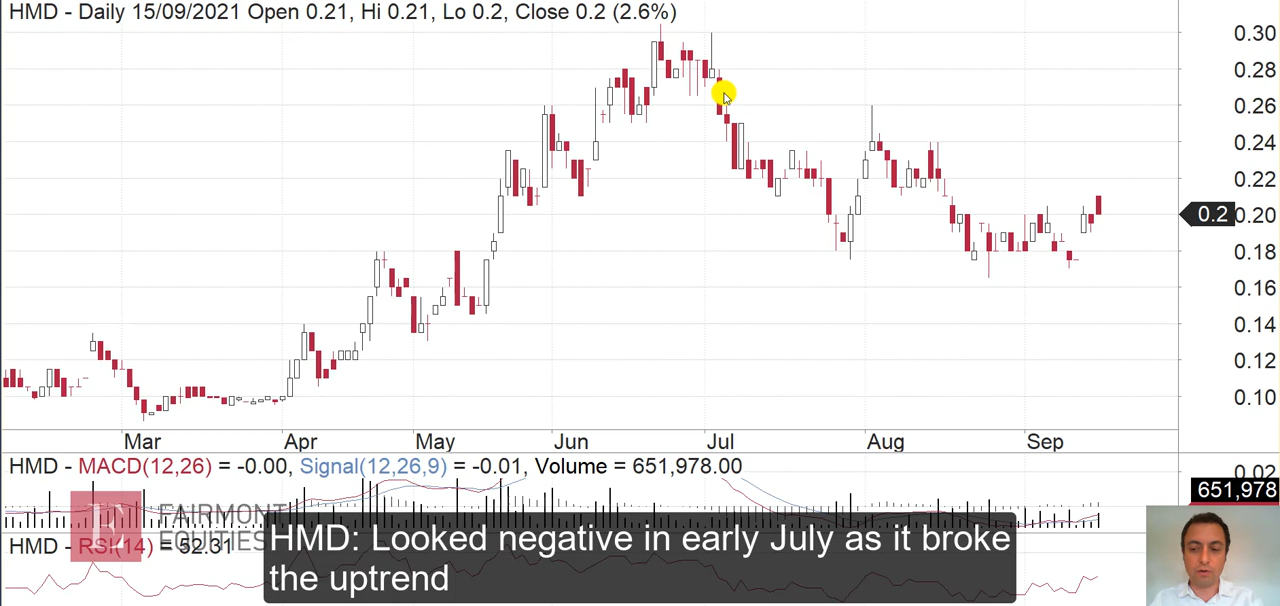 HMD - Daily 15/09/2021 Open 0.21, Hi 0.21, Lo 0.2, Close 0.2 (2.6%)
0.30
0.28
0.26
0.24
0.22
0.20
0.2
0.18
0.16
0.14
0.12
0.10
Mar Apr May Jun Jul Aug Sep
HMD - MACD(12,26) = -0.00, Signal(12,26,9) = -0.01, Volume = 651,978.00
0.02
651,978
E FAIRMONT
EQUITIES
HMD - RSI(14) = 52.31
HMD: Looked negative in early July as it broke
the uptrend